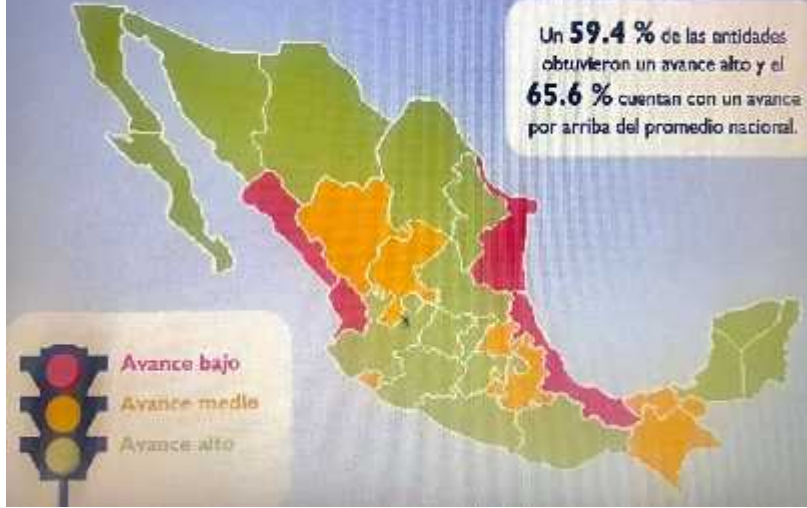 Un 59.4 % de las entidades
obtuvieron un avance alto y el
65.6 % cuentan con un avance
por arriba del promedio nacional.
Avance bajo
Avance medio
Avance alto